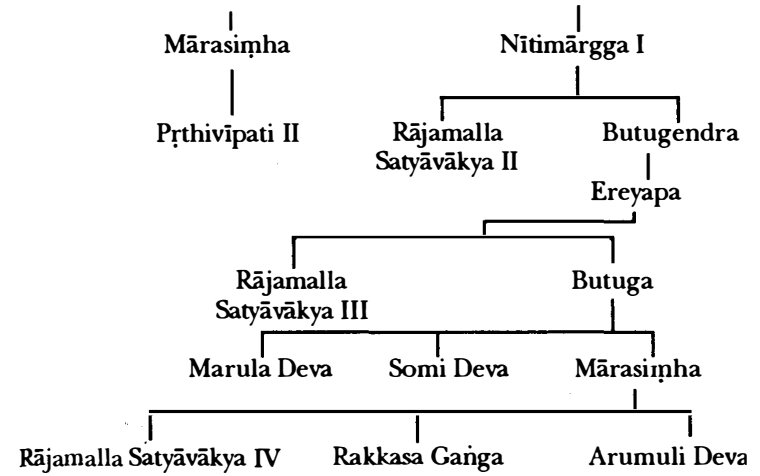 Mārasiṃha Nītimārgga I
Pṛthivīpati II Rājamalla Butugendra
Satyāvākya II
Ereyapa
Rājamalla Butuga
Satyāvākya III
Marula Deva Somi Deva Mārasiṃha
Rājamalla Satyāvākya IV Rakkasa Gaṅga Arumuli Deva